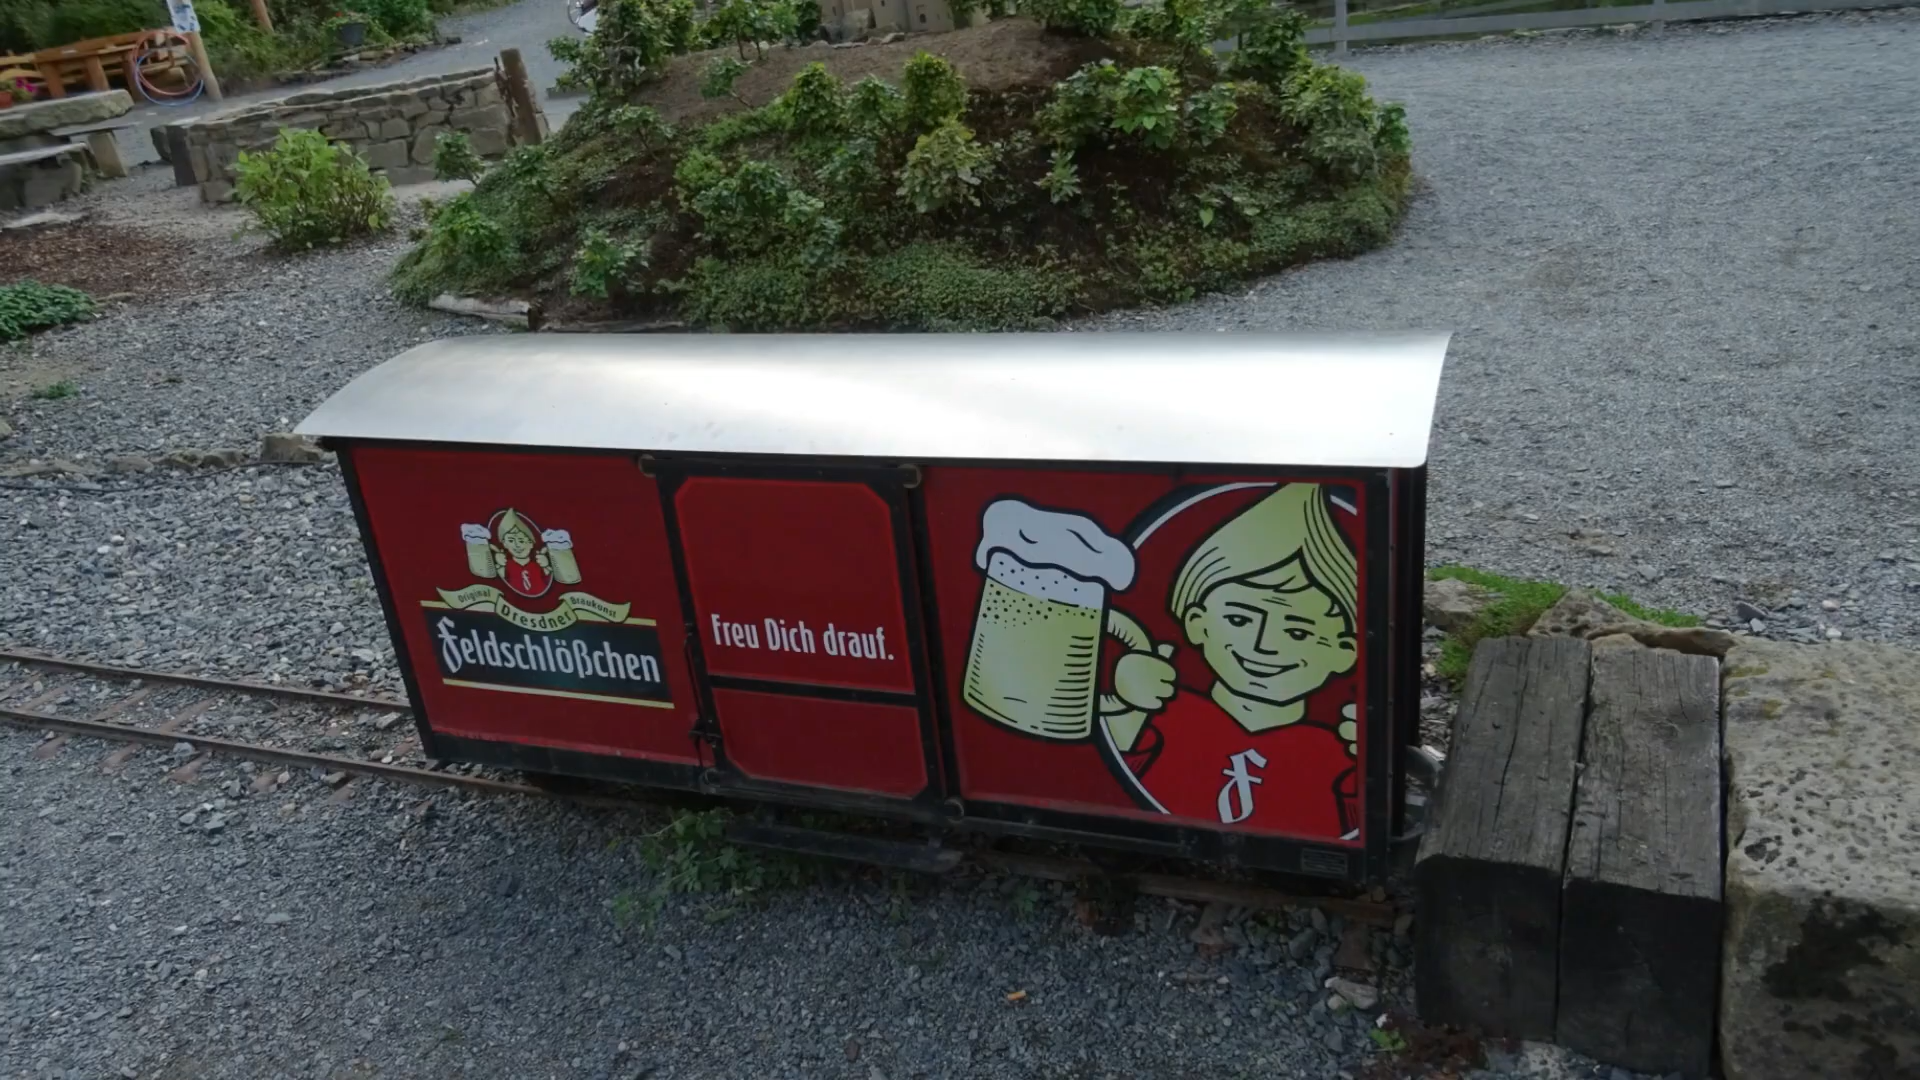 Original Dresdner Braukunst
Feldschlößchen
Freu Dich drauf.
F
F